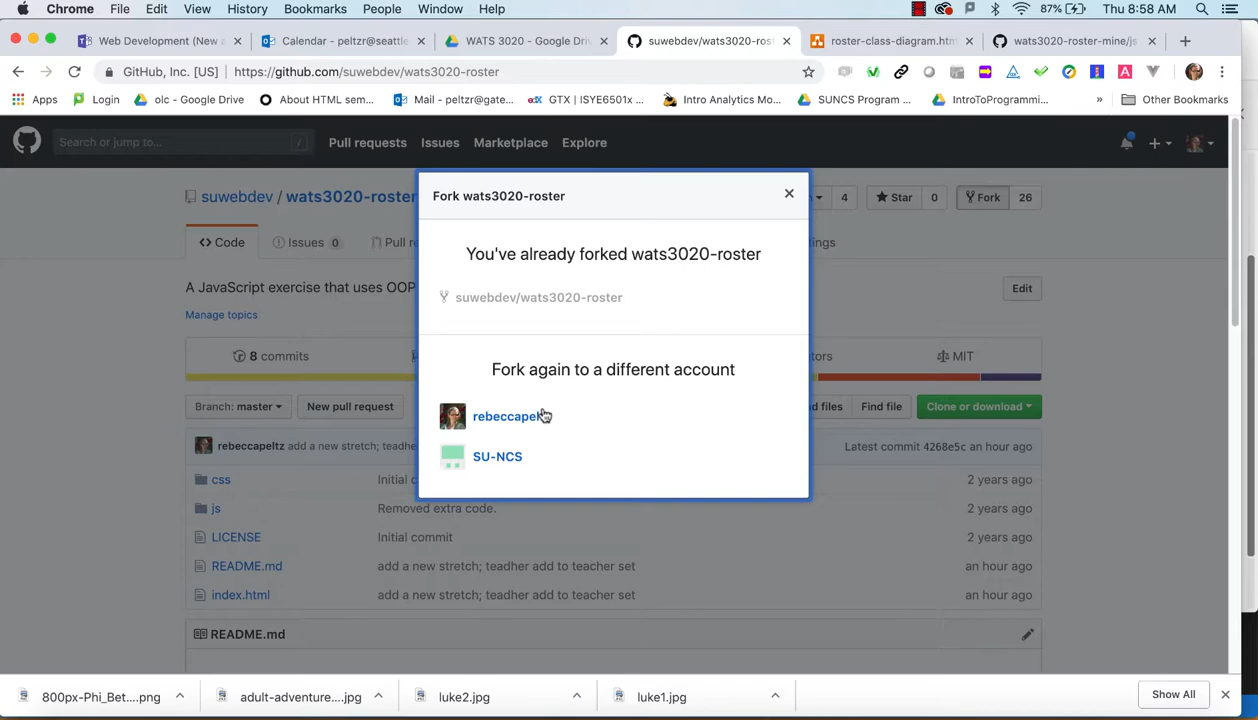 Chrome File Edit View History Bookmarks People Window Help 87% Thu 8:58 AM
Web Development (New a Calendar - peltzr@seattle WATS 3020 - Google Driv suwebdev/wats3020-rost roster-class-diagram.htm wats3020-roster-mine/js
GitHub, Inc. [US] https://github.com/suwebdev/wats3020-roster
Apps Login olc - Google Drive About HTML sem... Mail - peltzr@gate... GTX | ISYE6501x ... Intro Analytics Mo... SUNCS Program ... IntroToProgrammi... » Other Bookmarks
Search or jump to... / Pull requests Issues Marketplace Explore
suwebdev / wats3020-roster 4 Star 0 Fork 26
Fork wats3020-roster
Code Issues 0 Pull re ings
You've already forked wats3020-roster
suwebdev/wats3020-roster
A JavaScript exercise that uses OOP Edit
Manage topics
8 commits MIT
Fork again to a different account
Branch: master New pull request Find file Clone or download
rebeccapel
rebeccapeltz add a new stretch; teadhe Latest commit 4268e5c an hour ago
SU-NCS
css Initial c 2 years ago
js Removed extra code. 2 years ago
LICENSE Initial commit 2 years ago
README.md add a new stretch; teadher add to teacher set an hour ago
index.html add a new stretch; teadher add to teacher set an hour ago
README.md
800px-Phi_Bet....png adult-adventure....jpg luke2.jpg luke1.jpg Show All